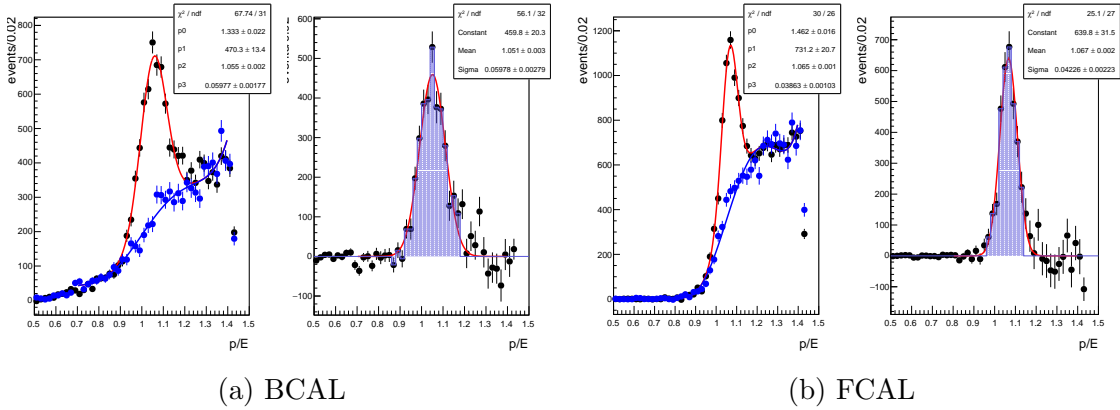 events/0.02
800
700
600
500
400
300
200
100
0
0.5 0.6 0.7 0.8 0.9 1 1.1 1.2 1.3 1.4 1.5
p/E
χ² / ndf 67.74 / 31
p0 1.333 ± 0.022
p1 470.3 ± 13.4
p2 1.055 ± 0.002
p3 0.05977 ± 0.00177
600
500
400
300
200
100
0
−100
0.5 0.6 0.7 0.8 0.9 1 1.1 1.2 1.3 1.4 1.5
p/E
χ² / ndf 56.1 / 32
Constant 459.8 ± 20.3
Mean 1.051 ± 0.003
Sigma 0.05978 ± 0.00279
(a) BCAL
events/0.02
1200
1000
800
600
400
200
0
0.5 0.6 0.7 0.8 0.9 1 1.1 1.2 1.3 1.4 1.5
p/E
χ² / ndf 30 / 26
p0 1.462 ± 0.016
p1 731.2 ± 20.7
p2 1.065 ± 0.001
p3 0.03863 ± 0.00103
events/0.02
700
600
500
400
300
200
100
0
−100
0.5 0.6 0.7 0.8 0.9 1 1.1 1.2 1.3 1.4 1.5
p/E
χ² / ndf 25.1 / 27
Constant 639.8 ± 31.5
Mean 1.067 ± 0.002
Sigma 0.04226 ± 0.00223
(b) FCAL